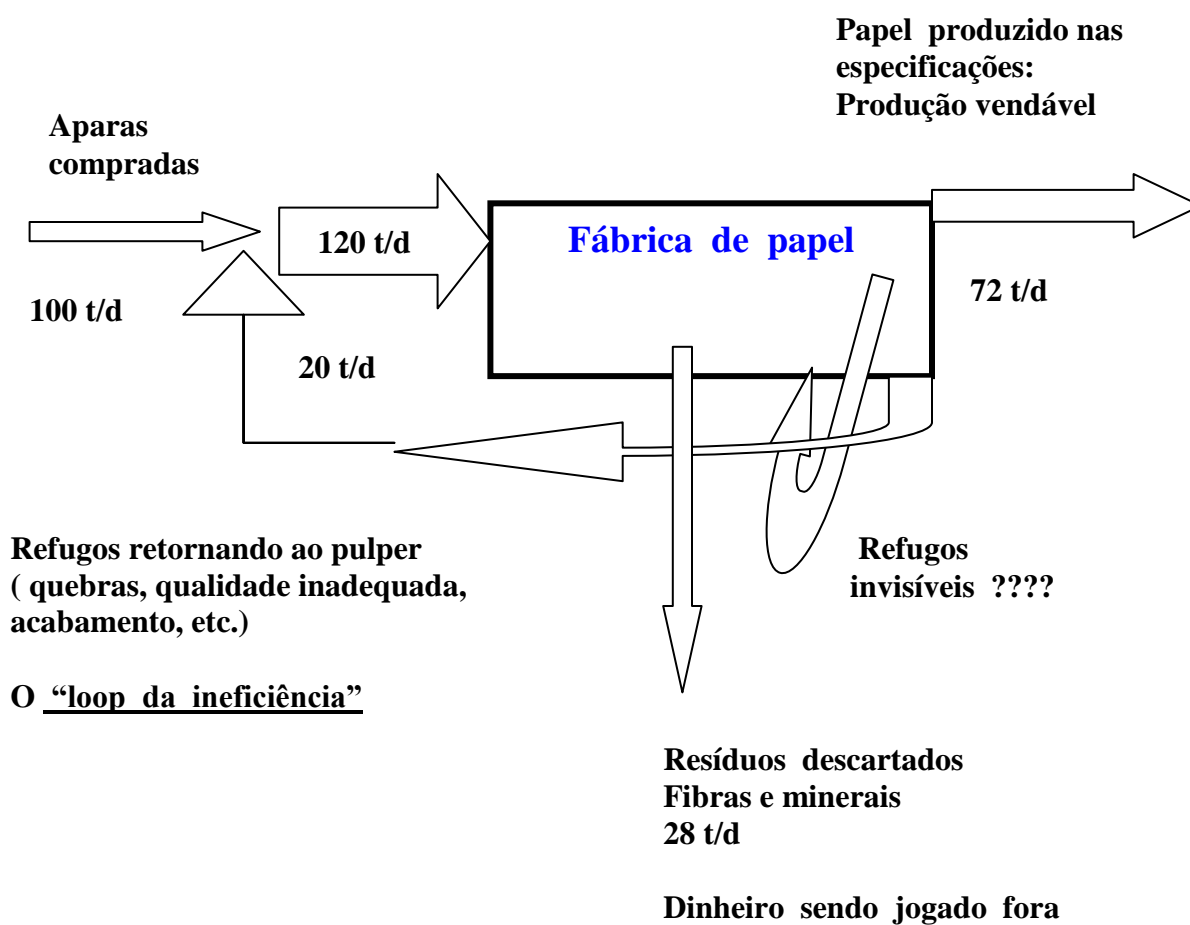 Papel produzido nas
especificações:
Produção vendável
Aparas
compradas
120 t/d
Fábrica de papel
72 t/d
100 t/d
20 t/d
Refugos retornando ao pulper
( quebras, qualidade inadequada,
acabamento, etc.)
O “loop da ineficiência”
Refugos
invisíveis ????
Resíduos descartados
Fibras e minerais
28 t/d
Dinheiro sendo jogado fora